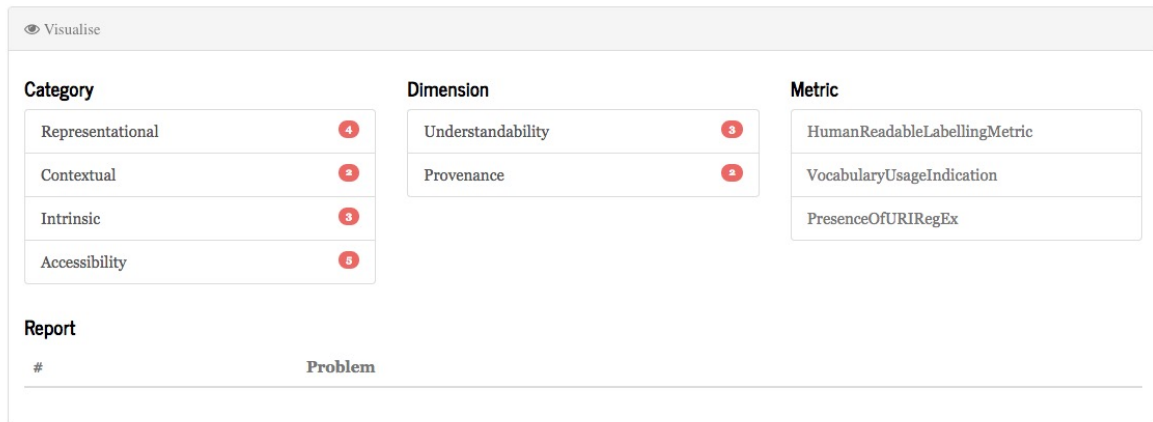 Visualise
Category
Representational 4
Contextual 2
Intrinsic 3
Accessibility 5
Dimension
Understandability 3
Provenance 2
Metric
HumanReadableLabellingMetric
VocabularyUsageIndication
PresenceOfURIRegEx
Report
# Problem